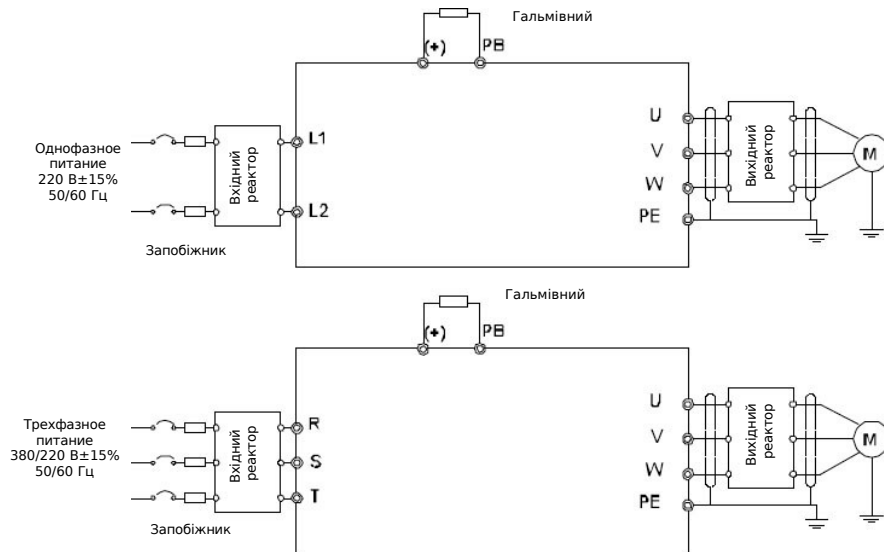 Гальмівний
(+)
PB
Однофазное
питание
220 В±15%
50/60 Гц
Вхідний
реактор
L1
L2
Запобіжник
U
V
W
PE
Вихідний
реактор
M
Гальмівний
(+)
PB
Трехфазное
питание
380/220 В±15%
50/60 Гц
Вхідний
реактор
R
S
T
Запобіжник
U
V
W
PE
Вихідний
реактор
M